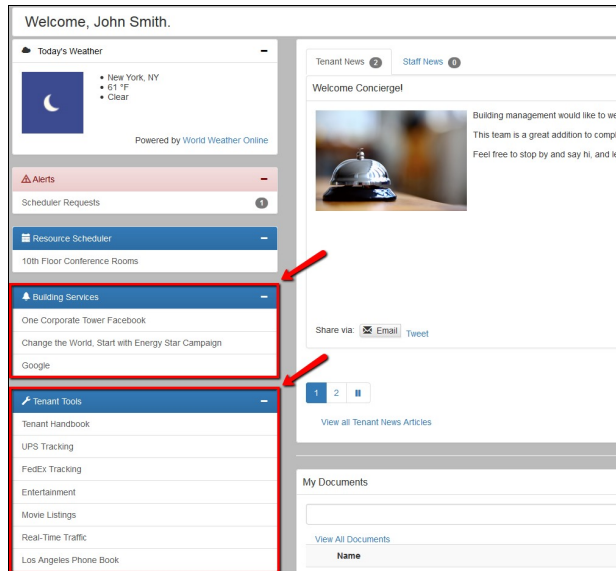 Welcome, John Smith.
Today's Weather
New York, NY
61 °F
Clear
Powered by World Weather Online
Alerts
Scheduler Requests 1
Resource Scheduler
10th Floor Conference Rooms
Building Services
One Corporate Tower Facebook
Change the World, Start with Energy Star Campaign
Google
Tenant Tools
Tenant Handbook
UPS Tracking
FedEx Tracking
Entertainment
Movie Listings
Real-Time Traffic
Los Angeles Phone Book
Tenant News 2 Staff News 0
Welcome Concierge!
Building management would like to we
This team is a great addition to compl
Feel free to stop by and say hi, and le
Share via: Email Tweet
1 2
View all Tenant News Articles
My Documents
View All Documents
Name